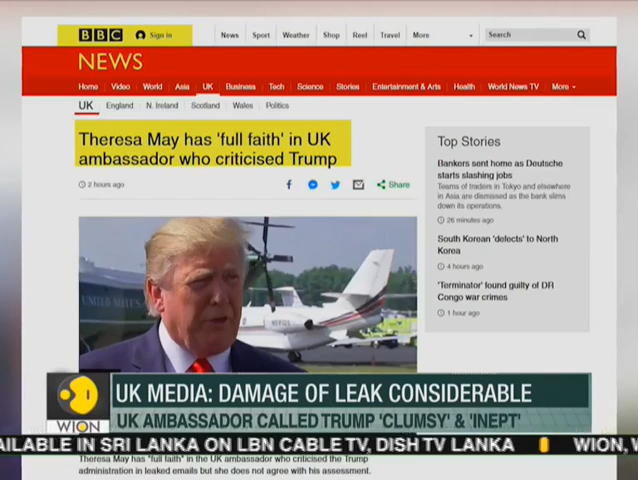 BBC Sign in News Sport Weather Shop Reel Travel More Search
NEWS
Home Video World Asia UK Business Tech Science Stories Entertainment & Arts Health World News TV More
UK England N. Ireland Scotland Wales Politics
Theresa May has 'full faith' in UK
ambassador who criticised Trump
2 hours ago
Share
Top Stories
Bankers sent home as Deutsche
starts slashing jobs
Teams of traders in Tokyo and elsewhere
in Asia are dismissed as the bank slims
down its operations.
26 minutes ago
South Korean 'defects' to North
Korea
4 hours ago
'Terminator' found guilty of DR
Congo war crimes
1 hour ago
UNITED STATES
UK MEDIA: DAMAGE OF LEAK CONSIDERABLE
UK AMBASSADOR CALLED TRUMP 'CLUMSY' & 'INEPT'
WION
AILABLE IN SRI LANKA ON LBN CABLE TV, DISH TV LANKA WION, W
Theresa May has "full faith" in the UK ambassador who criticised the Trump
administration in leaked emails but she does not agree with his assessment.